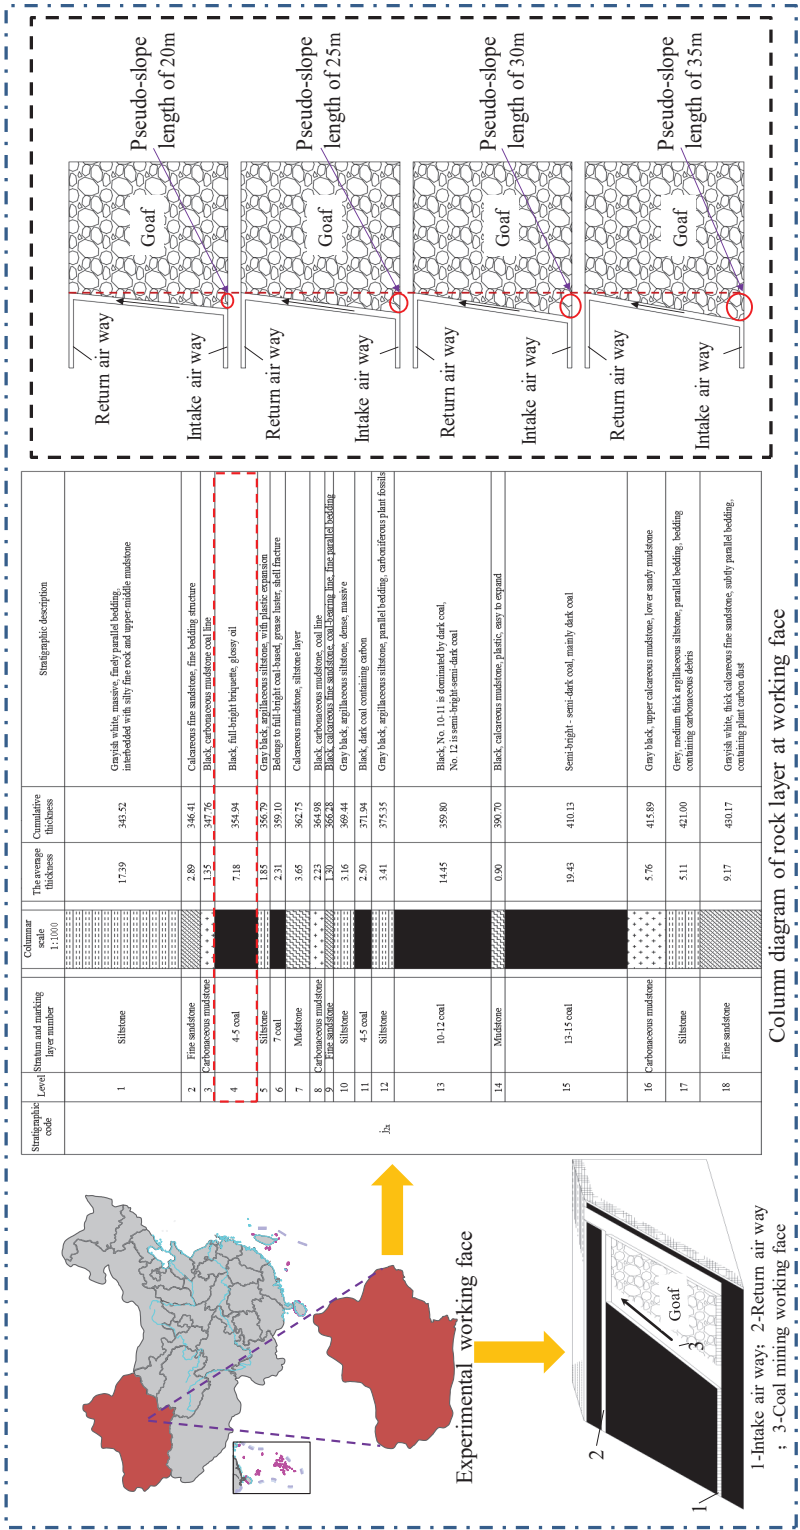 Experimental working face
1
2
3
Goaf
1-Intake air way; 2-Return air way
; 3-Coal mining working face
Stratigraphic code
Level
Stratum and marking layer number
Columnar scale 1:1000
The average thickness
Cumulative thickness
Stratigraphic description
j2x
1 Siltstone 17.39 343.52 Grayish white, massive, finely parallel bedding,
interbedded with silty fine rock and upper-middle mudstone
2 Fine sandstone 2.89 346.41 Calcareous fine sandstone, fine bedding structure
3 Carbonaceous mudstone 1.35 347.76 Black, carbonaceous mudstone coal line
4 4-5 coal 7.18 354.94 Black, full-bright briquette, glossy oil
5 Siltstone 1.85 356.79 Gray black, argillaceous siltstone, with plastic expansion
6 7 coal 2.31 359.10 Belongs to full-bright coal-based, grease luster, shell fracture
7 Mudstone 3.65 362.75 Calcareous mudstone, siltstone layer
8 Carbonaceous mudstone 2.23 364.98 Black, carbonaceous mudstone, coal line
9 Fine sandstone 1.30 366.28 Black, calcareous fine sandstone, coal-bearing line, fine parallel bedding
10 Siltstone 3.16 369.44 Gray black, argillaceous siltstone, dense, massive
11 4-5 coal 2.50 371.94 Black, dark coal containing carbon
12 Siltstone 3.41 375.35 Gray black, argillaceous siltstone, parallel bedding, carboniferous plant fossils
13 10-12 coal 14.45 359.80 Black, No. 10-11 is dominated by dark coal,
No. 12 is semi-bright-semi-dark coal
14 Mudstone 0.90 390.70 Black, calcareous mudstone, plastic, easy to expand
15 13-15 coal 19.43 410.13 Semi-bright - semi-dark coal, mainly dark coal
16 Carbonaceous mudstone 5.76 415.89 Gray black, upper calcareous mudstone, lower sandy mudstone
17 Siltstone 5.11 421.00 Grey, medium thick argillaceous siltstone, parallel bedding, bedding
containing carbonaceous debris
18 Fine sandstone 9.17 430.17 Grayish white, thick calcareous fine sandstone, subtly parallel bedding,
containing plant carbon dust
Column diagram of rock layer at working face
Return air way
Intake air way
Goaf
Pseudo-slope
length of 20m
Return air way
Intake air way
Goaf
Pseudo-slope
length of 25m
Return air way
Intake air way
Goaf
Pseudo-slope
length of 30m
Return air way
Intake air way
Goaf
Pseudo-slope
length of 35m